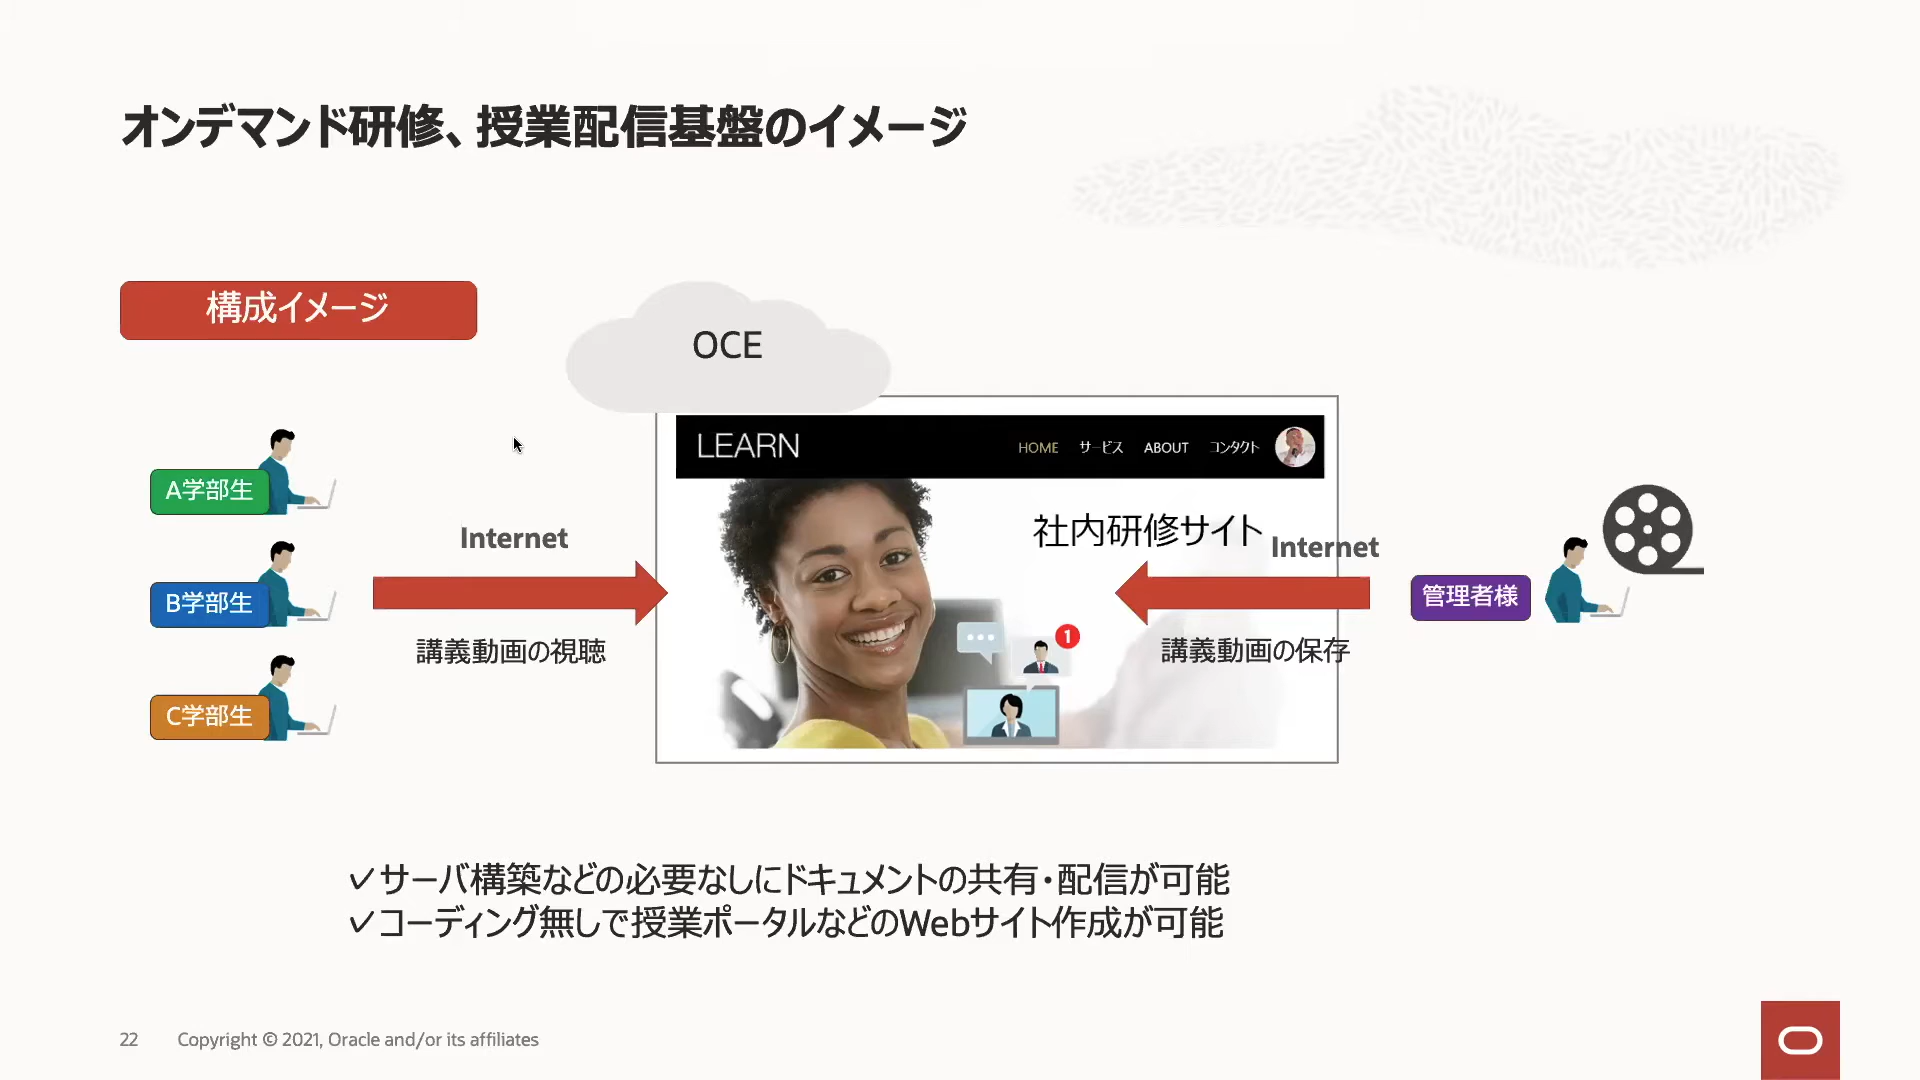 オンデマンド研修、授業配信基盤のイメージ
構成イメージ
OCE
LEARN
HOME サービス ABOUT コンタクト
社内研修サイト
A学部生
B学部生
C学部生
Internet
講義動画の視聴
1
Internet
講義動画の保存
管理者様
✓サーバ構築などの必要なしにドキュメントの共有・配信が可能
✓コーディング無しで授業ポータルなどのWebサイト作成が可能
22 Copyright © 2021, Oracle and/or its affiliates